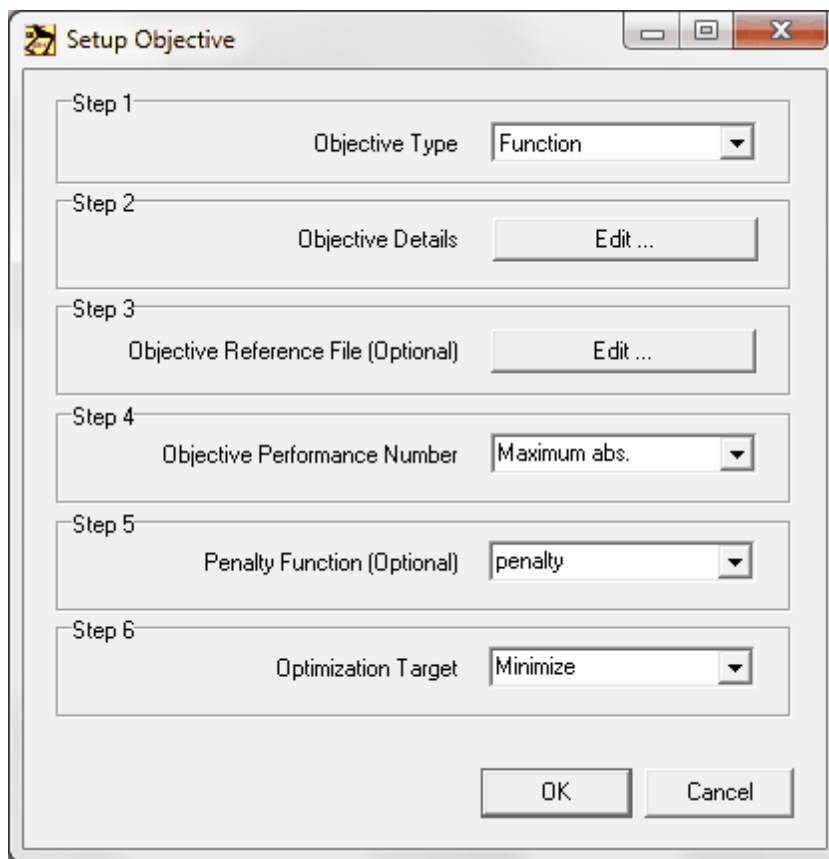 Setup Objective
Step 1
Objective Type Function
Step 2
Objective Details Edit ...
Step 3
Objective Reference File (Optional) Edit ...
Step 4
Objective Performance Number Maximum abs.
Step 5
Penalty Function (Optional) penalty
Step 6
Optimization Target Minimize
OK Cancel